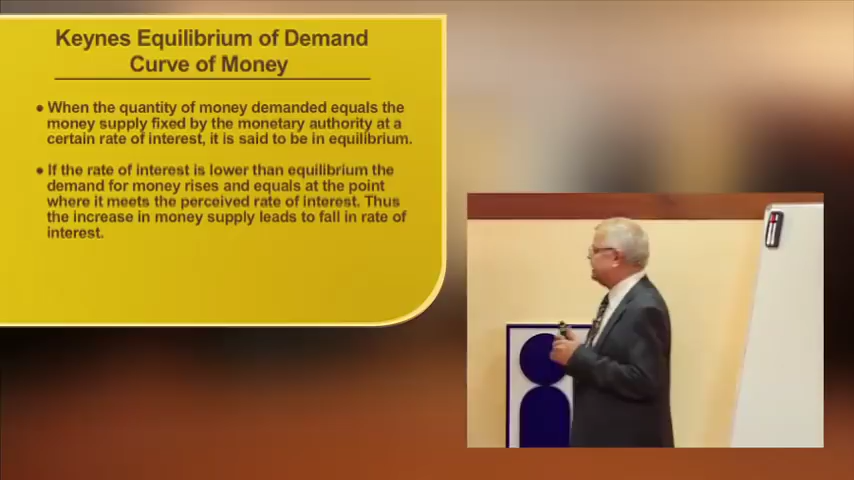 Keynes Equilibrium of Demand
Curve of Money
● When the quantity of money demanded equals the
money supply fixed by the monetary authority at a
certain rate of interest, it is said to be in equilibrium.
● If the rate of interest is lower than equilibrium the
demand for money rises and equals at the point
where it meets the perceived rate of interest. Thus
the increase in money supply leads to fall in rate of
interest.